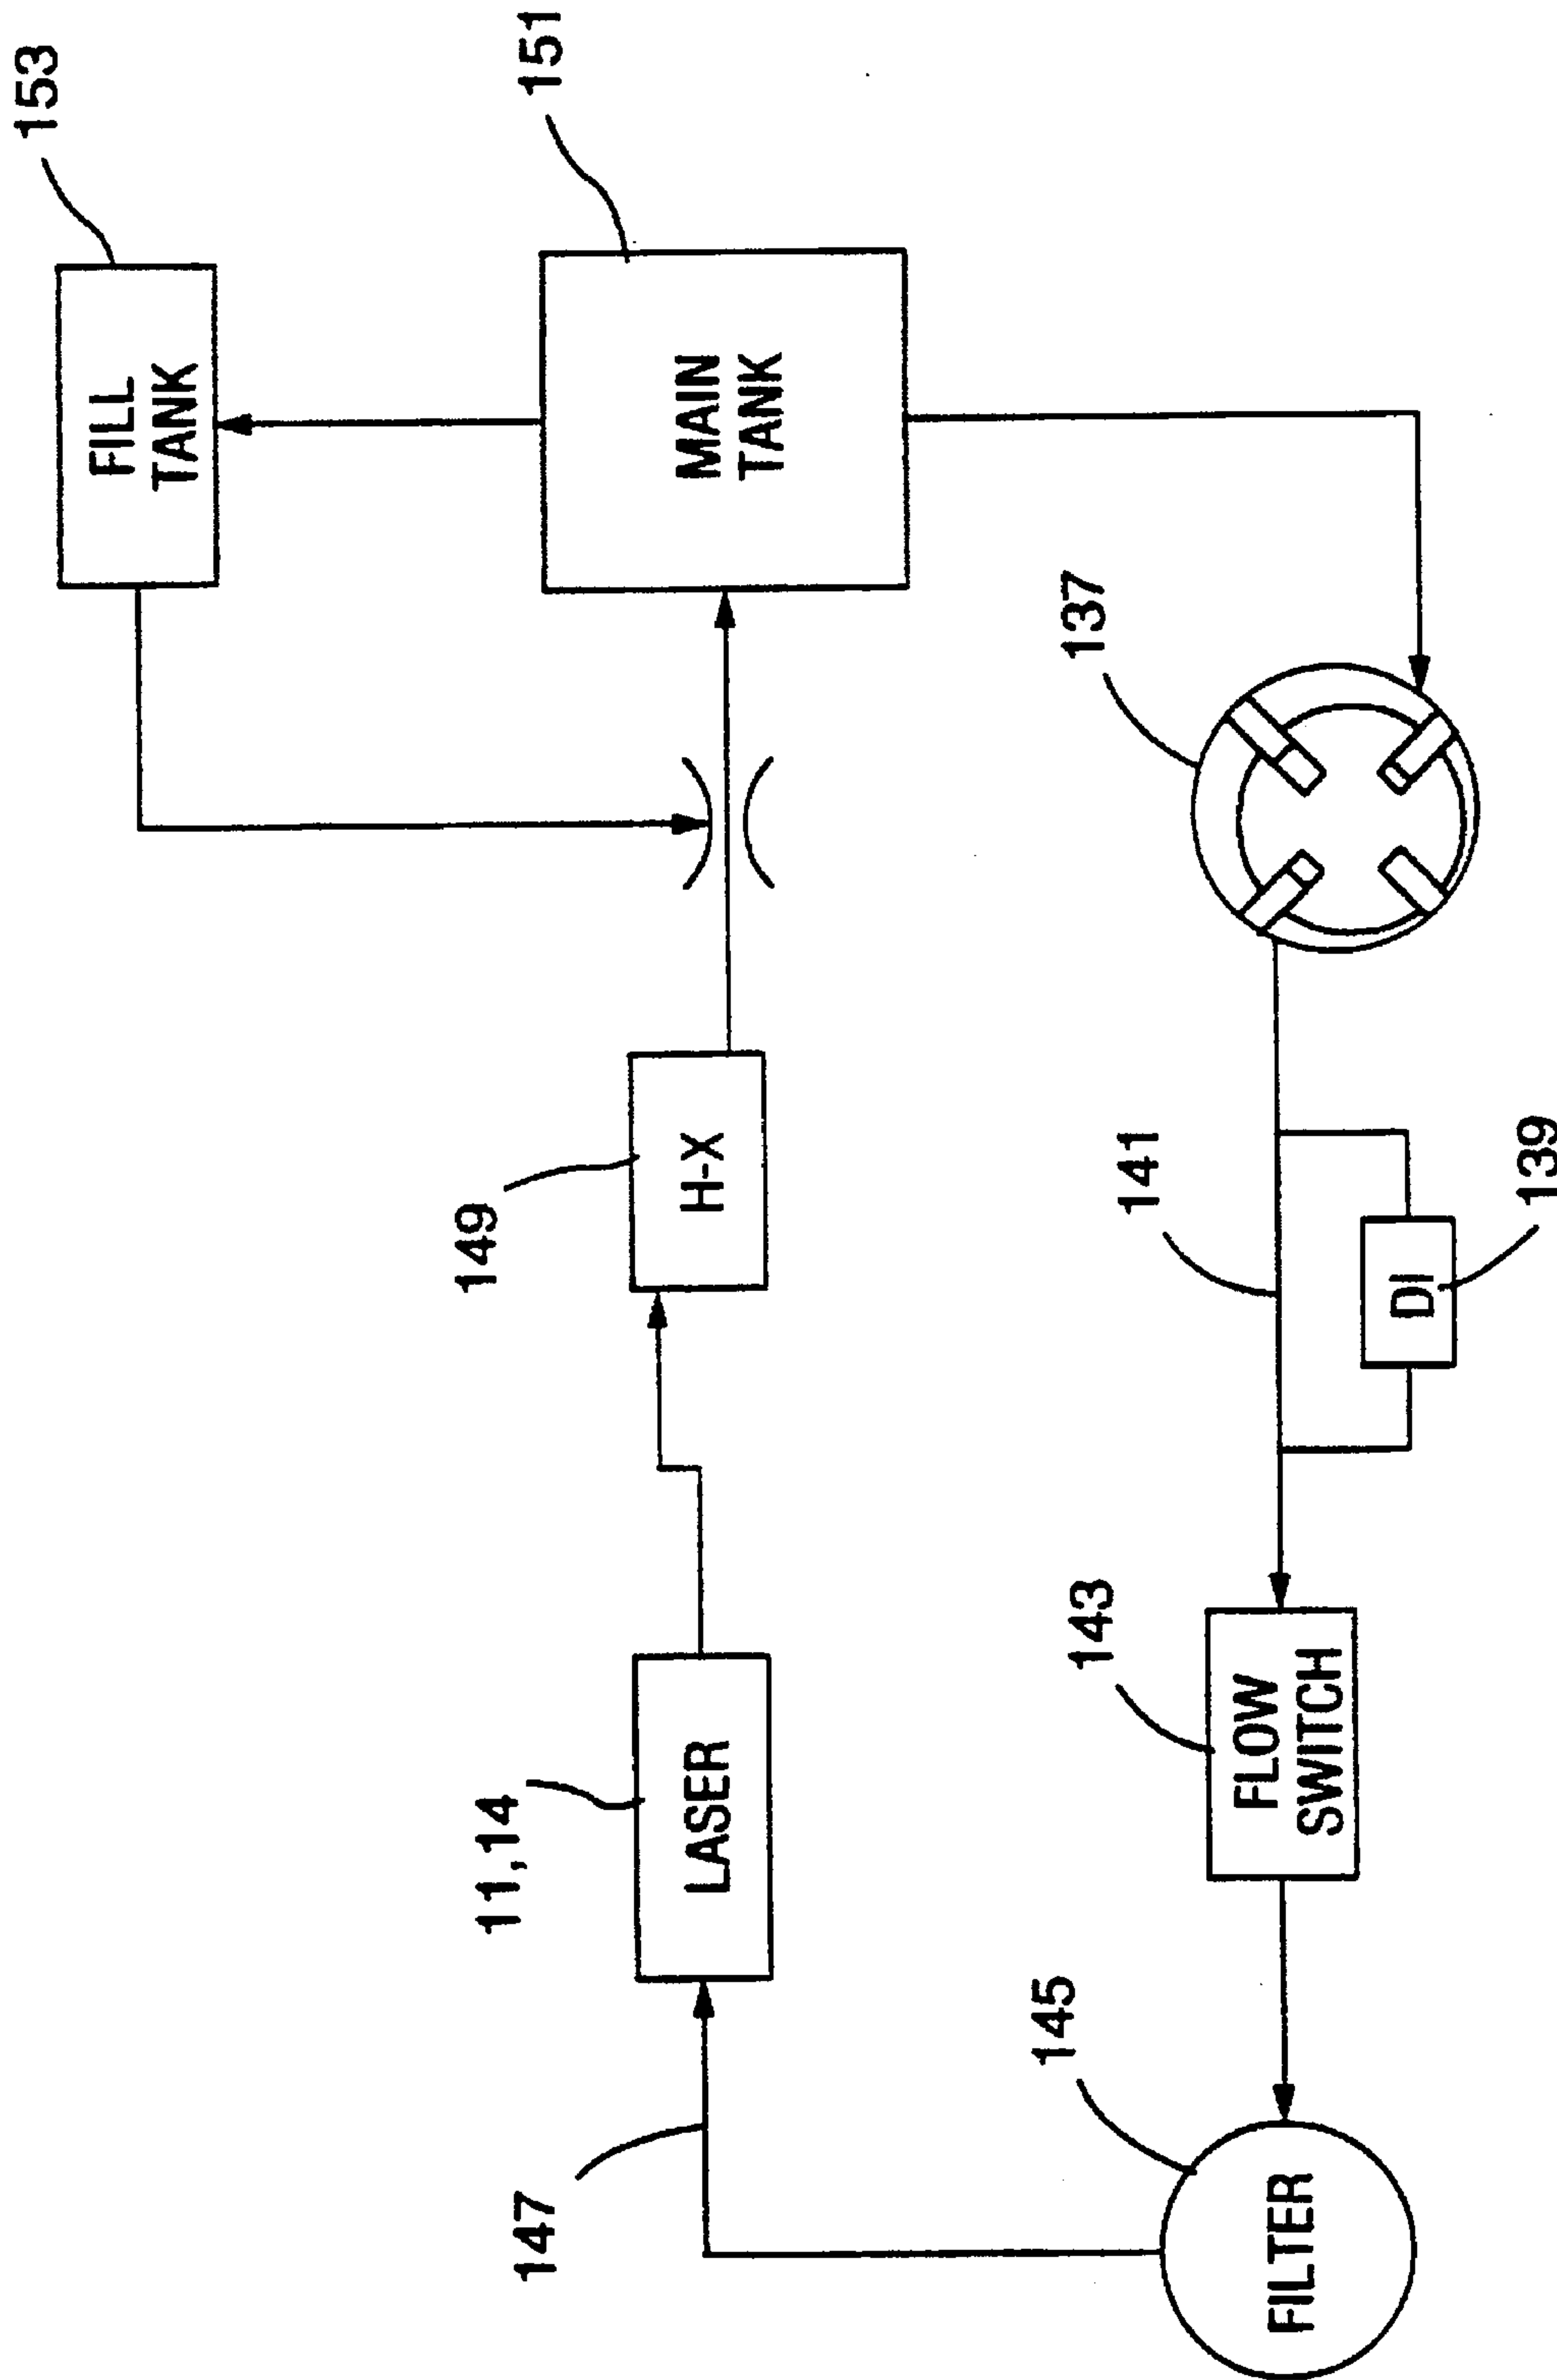 153
FILL
TANK
151
MAIN
TANK
149
H-X
11,14
LASER
147
137
141
DI
139
143
FLOW
SWITCH
145
FILTER